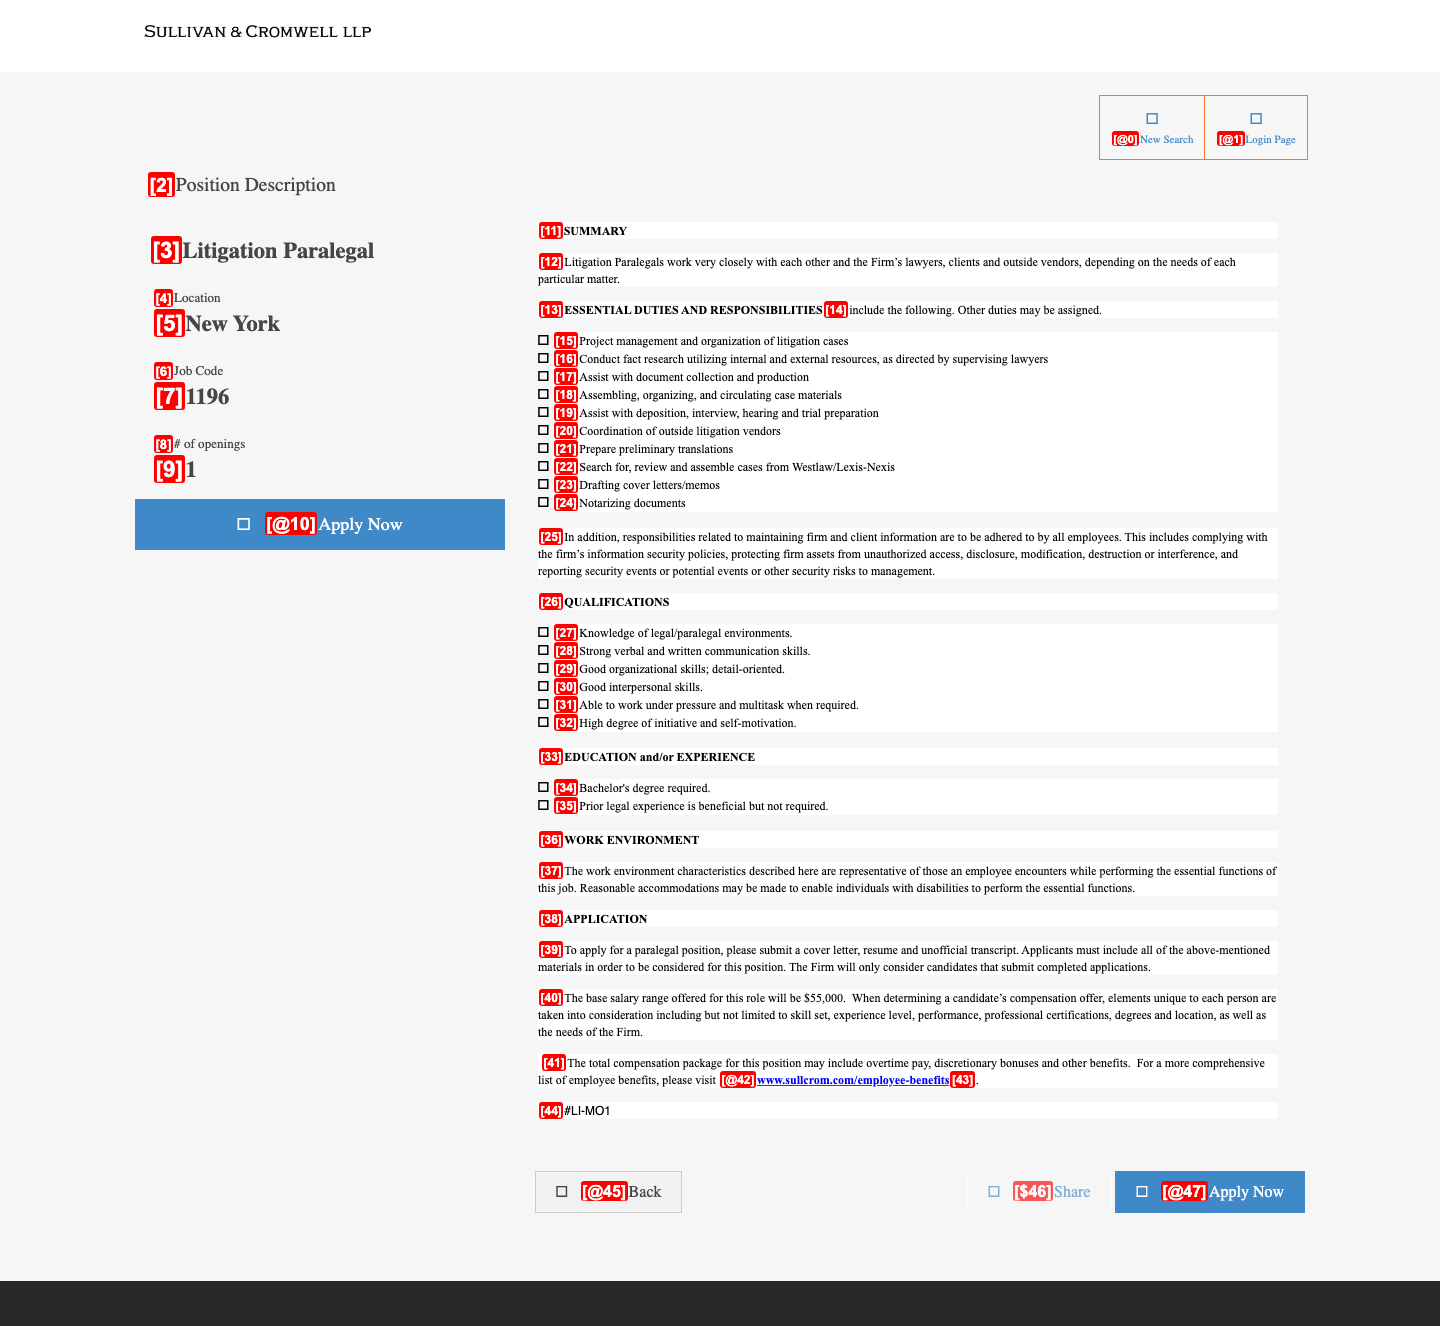 SULLIVAN & CROMWELL LLP
[@0]New Search
[@1]Login Page
[2]Position Description
[3]Litigation Paralegal
[4]Location
[5]New York
[6]Job Code
[7]1196
[8]# of openings
[9]1
[@10]Apply Now
[11]SUMMARY
[12]Litigation Paralegals work very closely with each other and the Firm’s lawyers, clients and outside vendors, depending on the needs of each
particular matter.
[13]ESSENTIAL DUTIES AND RESPONSIBILITIES[14]include the following. Other duties may be assigned.
[15]Project management and organization of litigation cases
[16]Conduct fact research utilizing internal and external resources, as directed by supervising lawyers
[17]Assist with document collection and production
[18]Assembling, organizing, and circulating case materials
[19]Assist with deposition, interview, hearing and trial preparation
[20]Coordination of outside litigation vendors
[21]Prepare preliminary translations
[22]Search for, review and assemble cases from Westlaw/Lexis-Nexis
[23]Drafting cover letters/memos
[24]Notarizing documents
[25]In addition, responsibilities related to maintaining firm and client information are to be adhered to by all employees. This includes complying with
the firm’s information security policies, protecting firm assets from unauthorized access, disclosure, modification, destruction or interference, and
reporting security events or potential events or other security risks to management.
[26]QUALIFICATIONS
[27]Knowledge of legal/paralegal environments.
[28]Strong verbal and written communication skills.
[29]Good organizational skills; detail-oriented.
[30]Good interpersonal skills.
[31]Able to work under pressure and multitask when required.
[32]High degree of initiative and self-motivation.
[33]EDUCATION and/or EXPERIENCE
[34]Bachelor's degree required.
[35]Prior legal experience is beneficial but not required.
[36]WORK ENVIRONMENT
[37]The work environment characteristics described here are representative of those an employee encounters while performing the essential functions of
this job. Reasonable accommodations may be made to enable individuals with disabilities to perform the essential functions.
[38]APPLICATION
[39]To apply for a paralegal position, please submit a cover letter, resume and unofficial transcript. Applicants must include all of the above-mentioned
materials in order to be considered for this position. The Firm will only consider candidates that submit completed applications.
[40]The base salary range offered for this role will be $55,000.  When determining a candidate’s compensation offer, elements unique to each person are
taken into consideration including but not limited to skill set, experience level, performance, professional certifications, degrees and location, as well as
the needs of the Firm.
[41]The total compensation package for this position may include overtime pay, discretionary bonuses and other benefits.  For a more comprehensive
list of employee benefits, please visit [@42]www.sullcrom.com/employee-benefits[43].
[44]#LI-MO1
[@45]Back
[$46]Share
[@47]Apply Now